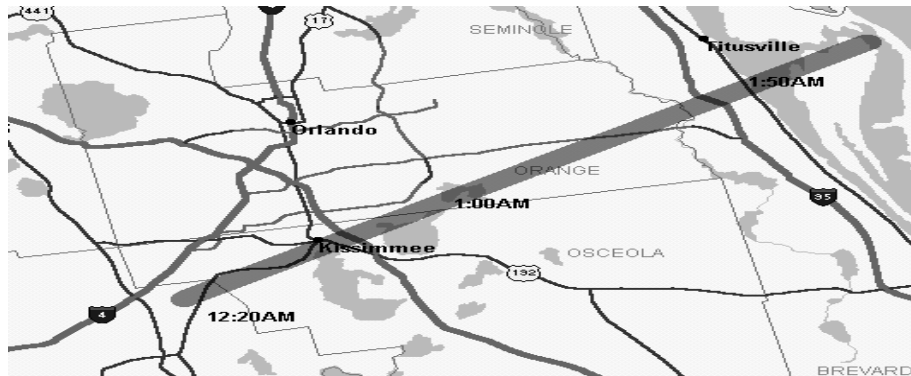 441
17
SEMINOLE
Titusville
1:50AM
Orlando
ORANGE
95
1:00AM
Kissimmee
OSCEOLA
192
12:20AM
4
BREVARD